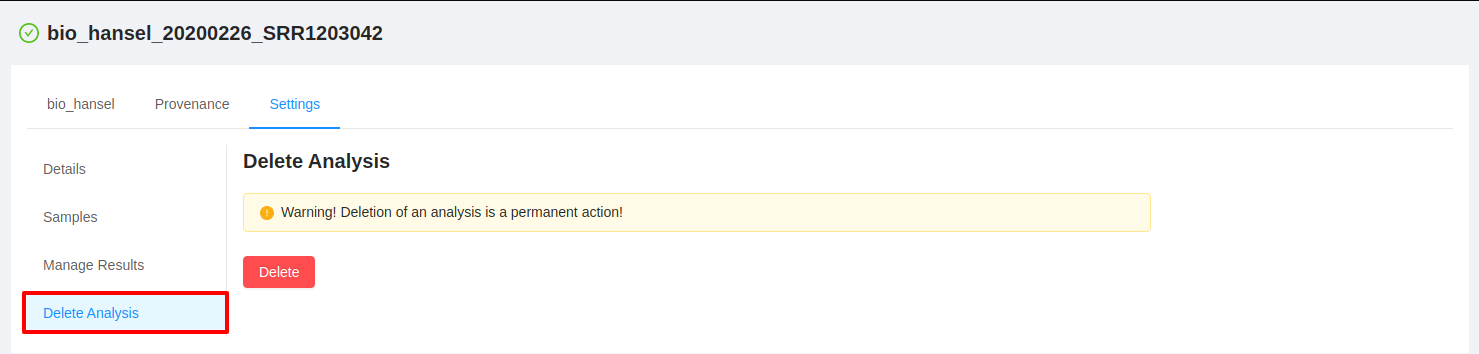 bio_hansel_20200226_SRR1203042
bio_hansel Provenance Settings
Details
Samples
Manage Results
Delete Analysis
Delete Analysis
Warning! Deletion of an analysis is a permanent action!
Delete